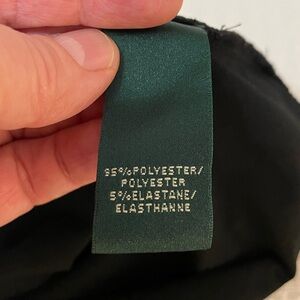 95%POLYESTER/
POLYESTER
5%ELASTANE/
ELASTHANNE